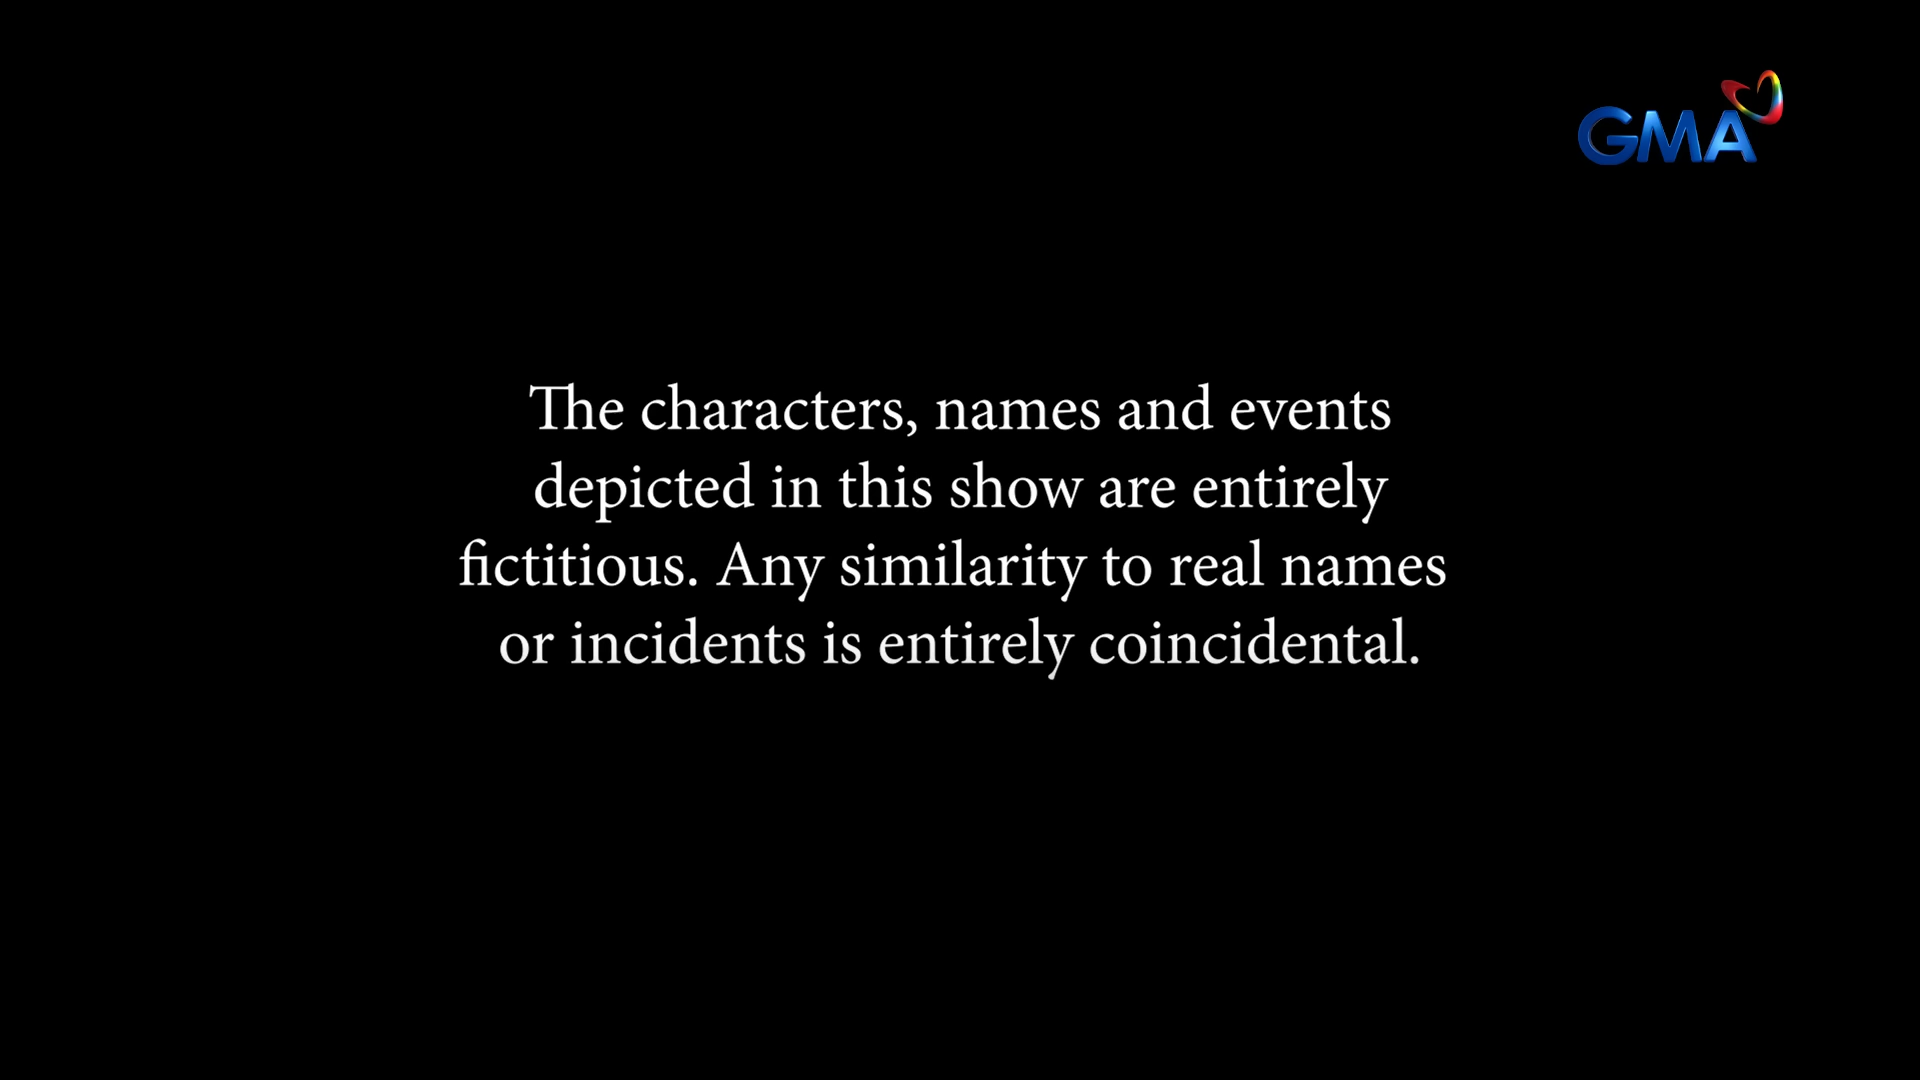 GMA
The characters, names and events
depicted in this show are entirely
fictitious. Any similarity to real names
or incidents is entirely coincidental.